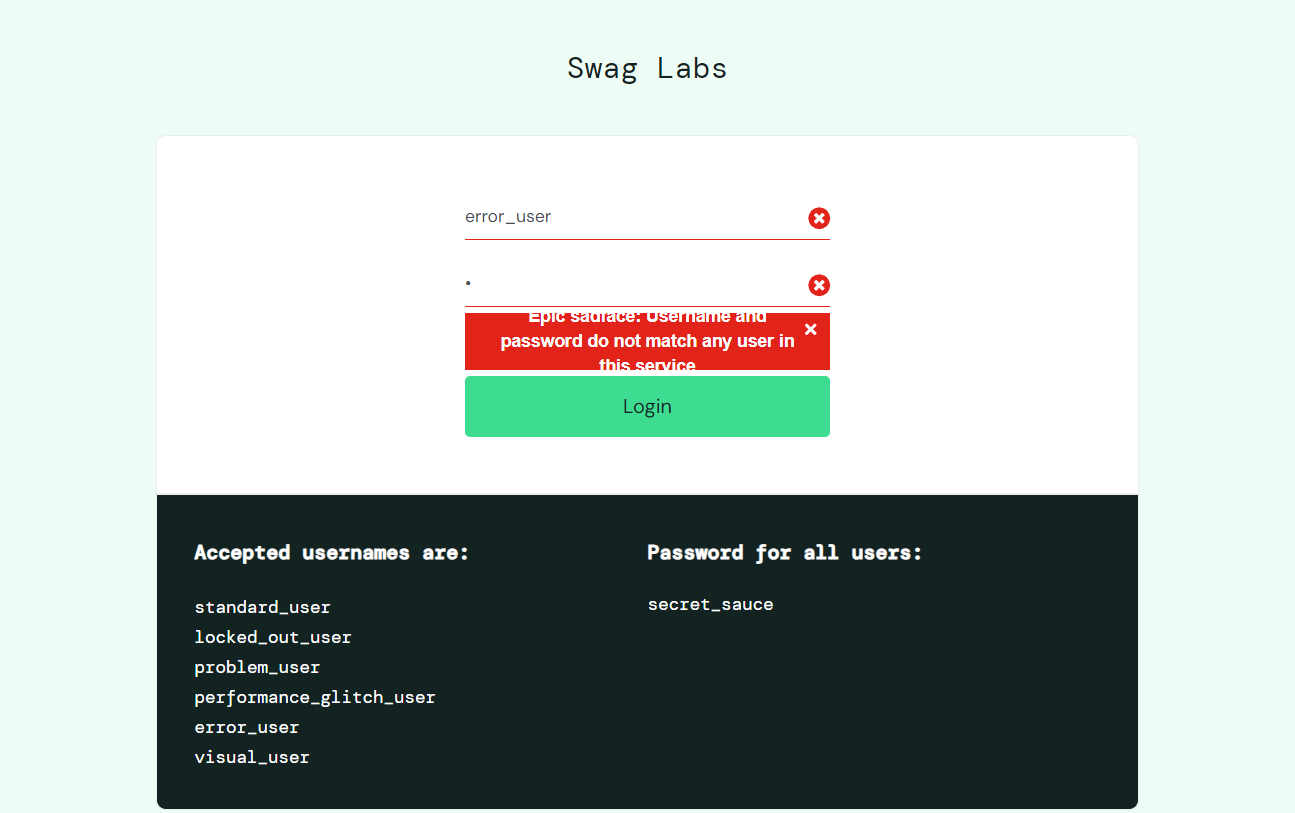 Swag Labs
error_user
•
Epic sadface: Username and
password do not match any user in
this service
Login
Accepted usernames are:
Password for all users:
standard_user
secret_sauce
locked_out_user
problem_user
performance_glitch_user
error_user
visual_user